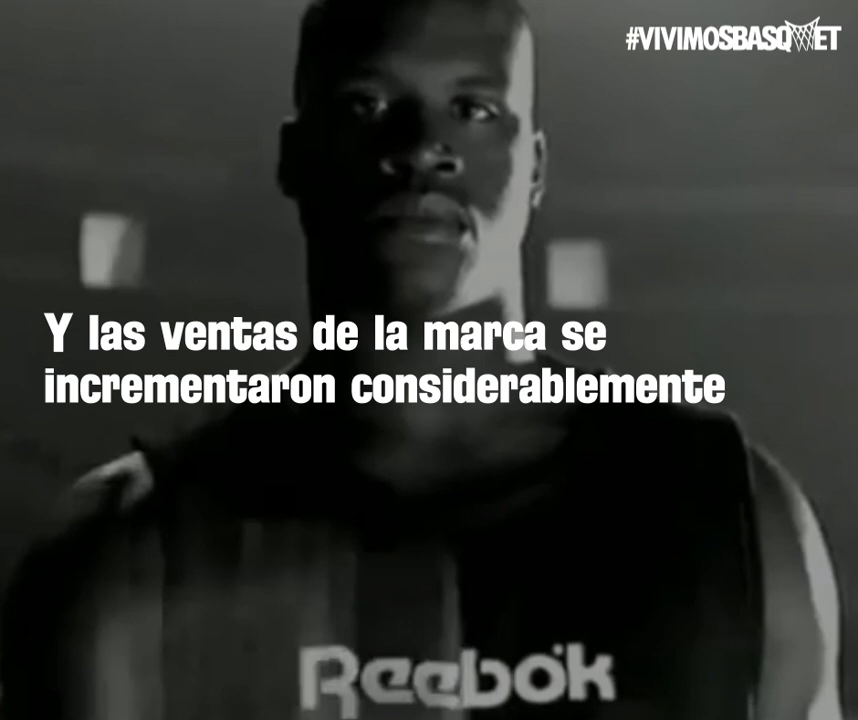 #VIVIMOSBASQUET
Y las ventas de la marca se
incrementaron considerablemente
Reebok